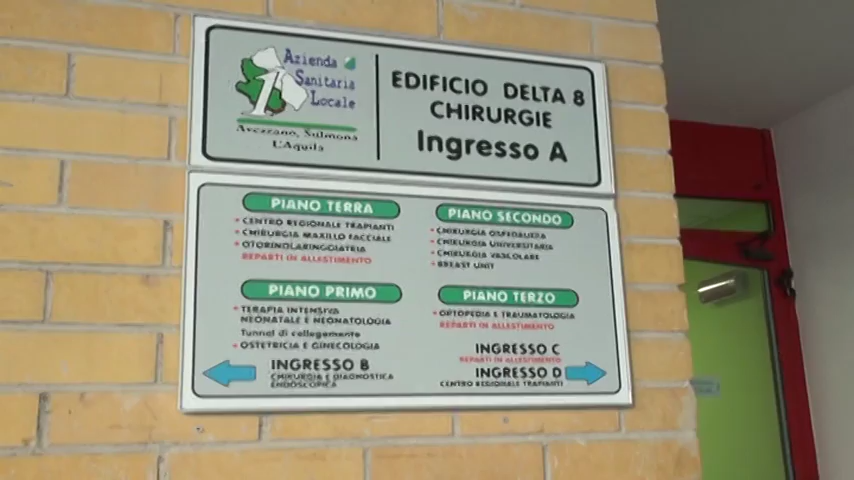 Azienda
Sanitaria
Locale
1
Avezzano, Sulmona
L'Aquila
EDIFICIO DELTA 8
CHIRURGIE
Ingresso A
PIANO TERRA
CENTRO REGIONALE TRAPIANTI
CHIRURGIA MAXILLO FACCIALE
OTORINOLARINGOIATRIA
REPARTI IN ALLESTIMENTO
PIANO PRIMO
TERAPIA INTENSIVA
NEONATALE E NEONATOLOGIA
Tunnel di collegamento
OSTETRICIA E GINECOLOGIA
INGRESSO B
CHIRURGIA E DIAGNOSTICA
ENDOSCOPICA
PIANO SECONDO
CHIRURGIA OSPEDALIERA
CHIRURGIA UNIVERSITARIA
CHIRURGIA VASCOLARE
BREAST UNIT
PIANO TERZO
ORTOPEDIA E TRAUMATOLOGIA
REPARTI IN ALLESTIMENTO
INGRESSO C
REPARTI IN ALLESTIMENTO
INGRESSO D
CENTRO REGIONALE TRAPIANTI